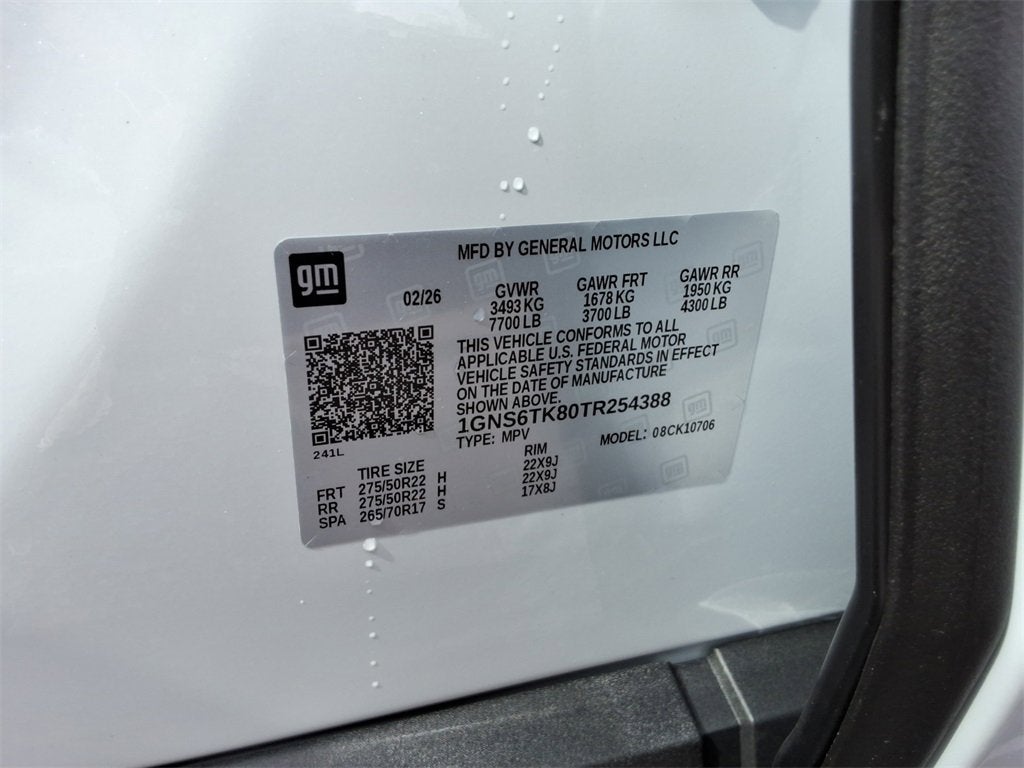 gm
MFD BY GENERAL MOTORS LLC
02/26
GVWR GAWR FRT GAWR RR
3493 KG 1678 KG 1950 KG
7700 LB 3700 LB 4300 LB
THIS VEHICLE CONFORMS TO ALL
APPLICABLE U.S. FEDERAL MOTOR
VEHICLE SAFETY STANDARDS IN EFFECT
ON THE DATE OF MANUFACTURE
SHOWN ABOVE.
1GNS6TK80TR254388
TYPE: MPV MODEL: 08CK10706
241L
TIRE SIZE RIM
FRT 275/50R22 H 22X9J
RR 275/50R22 H 22X9J
SPA 265/70R17 S 17X8J